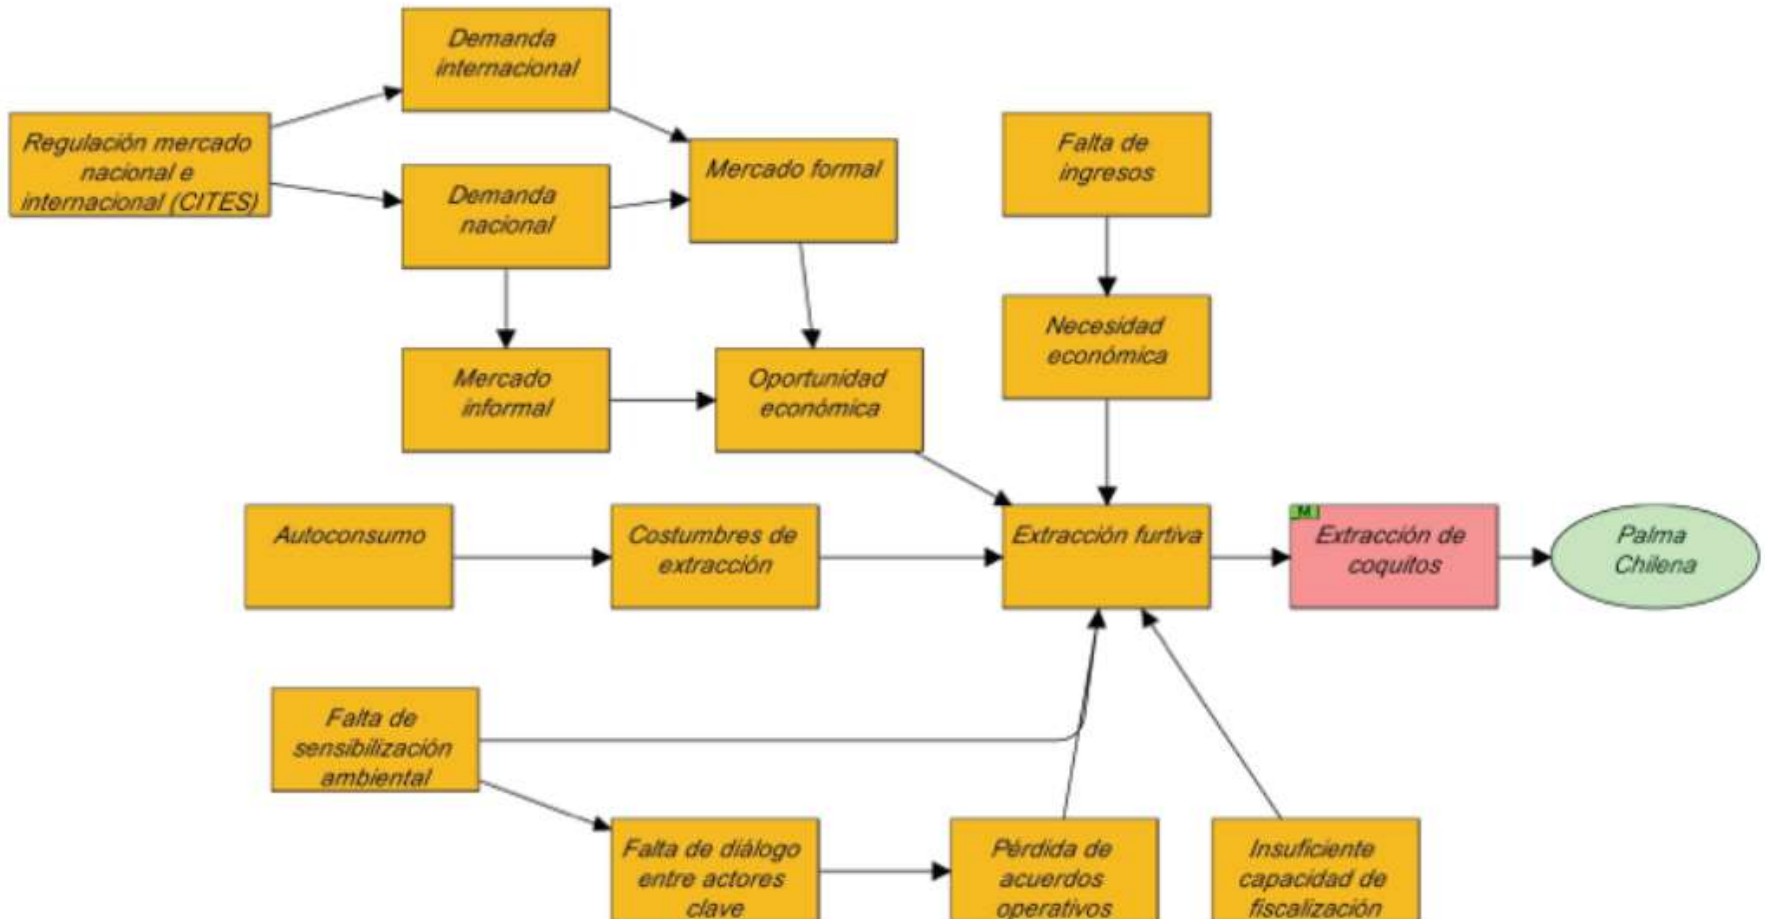 Demanda
internacional
Regulación mercado
nacional e
internacional (CITES)
Demanda
nacional
Mercado formal
Falta de
ingresos
Necesidad
económica
Mercado
informal
Oportunidad
económica
Autoconsumo
Costumbres de
extracción
Extracción furtiva
M
Extracción de
coquitos
Palma
Chilena
Falta de
sensibilización
ambiental
Falta de diálogo
entre actores
clave
Pérdida de
acuerdos
operativos
Insuficiente
capacidad de
fiscalización